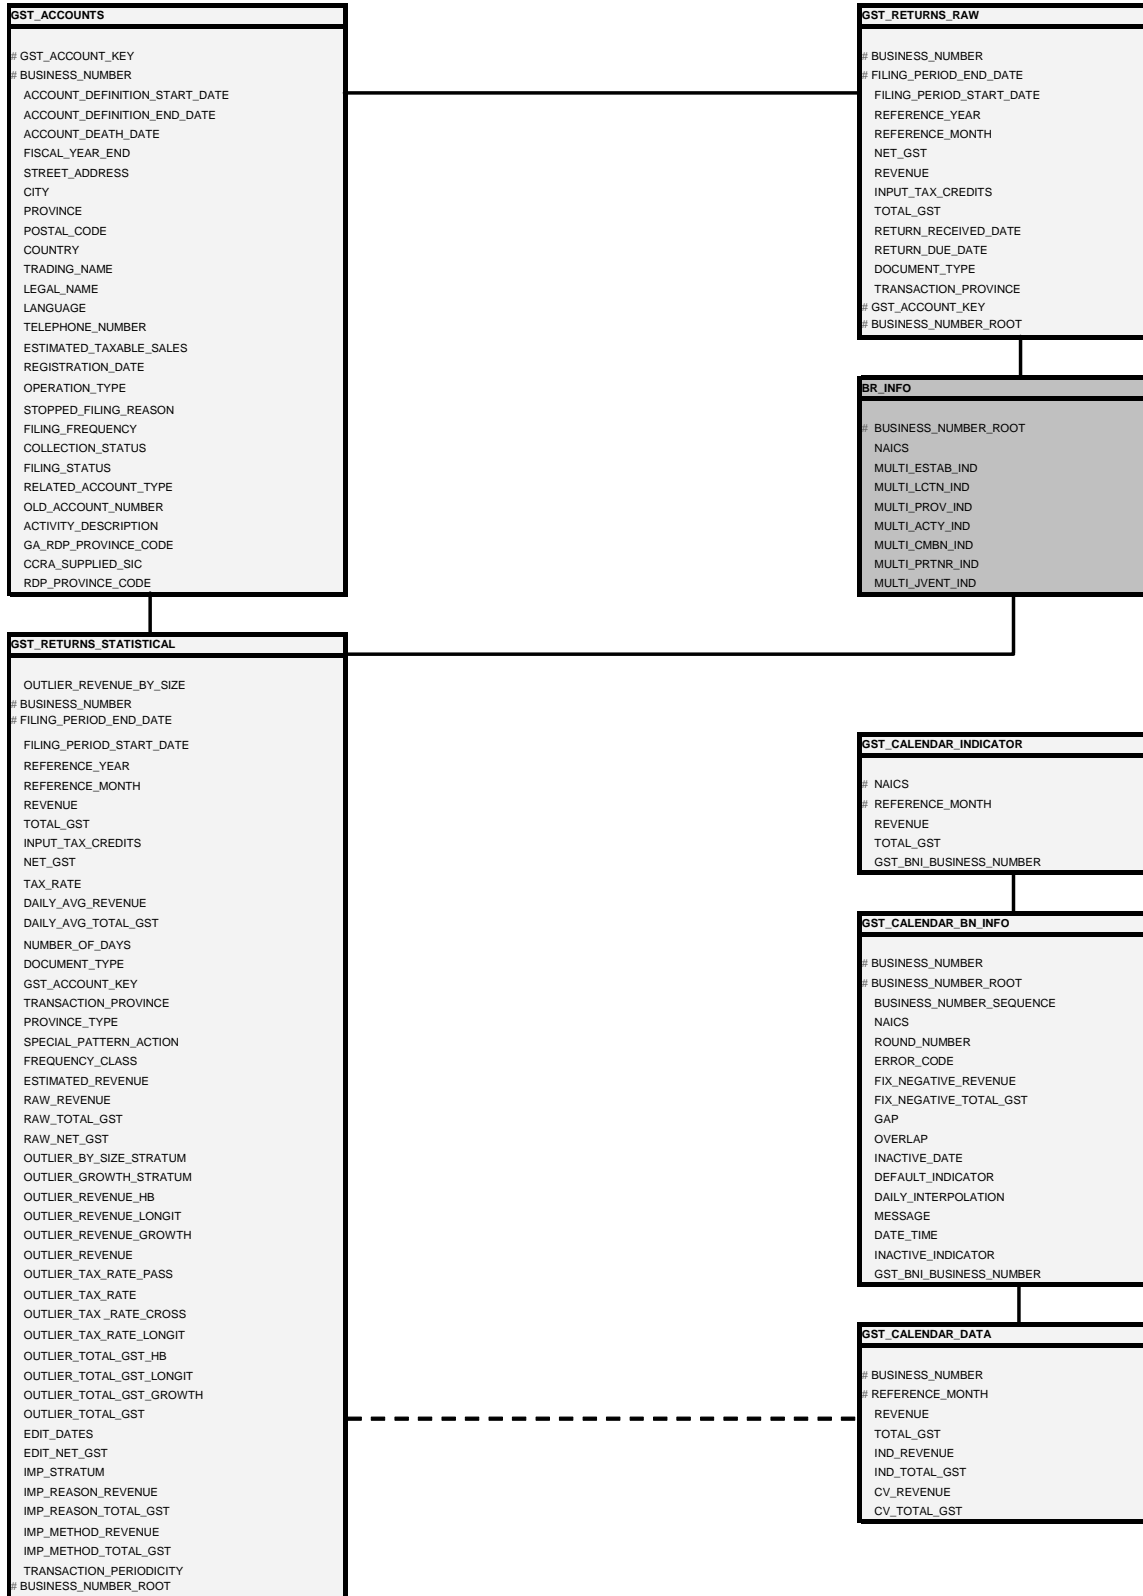 GST_ACCOUNTS
# GST_ACCOUNT_KEY
# BUSINESS_NUMBER
ACCOUNT_DEFINITION_START_DATE
ACCOUNT_DEFINITION_END_DATE
ACCOUNT_DEATH_DATE
FISCAL_YEAR_END
STREET_ADDRESS
CITY
PROVINCE
POSTAL_CODE
COUNTRY
TRADING_NAME
LEGAL_NAME
LANGUAGE
TELEPHONE_NUMBER
ESTIMATED_TAXABLE_SALES
REGISTRATION_DATE
OPERATION_TYPE
STOPPED_FILING_REASON
FILING_FREQUENCY
COLLECTION_STATUS
FILING_STATUS
RELATED_ACCOUNT_TYPE
OLD_ACCOUNT_NUMBER
ACTIVITY_DESCRIPTION
GA_RDP_PROVINCE_CODE
CCRA_SUPPLIED_SIC
RDP_PROVINCE_CODE
GST_RETURNS_STATISTICAL
OUTLIER_REVENUE_BY_SIZE
# BUSINESS_NUMBER
# FILING_PERIOD_END_DATE
FILING_PERIOD_START_DATE
REFERENCE_YEAR
REFERENCE_MONTH
REVENUE
TOTAL_GST
INPUT_TAX_CREDITS
NET_GST
TAX_RATE
DAILY_AVG_REVENUE
DAILY_AVG_TOTAL_GST
NUMBER_OF_DAYS
DOCUMENT_TYPE
GST_ACCOUNT_KEY
TRANSACTION_PROVINCE
PROVINCE_TYPE
SPECIAL_PATTERN_ACTION
FREQUENCY_CLASS
ESTIMATED_REVENUE
RAW_REVENUE
RAW_TOTAL_GST
RAW_NET_GST
OUTLIER_BY_SIZE_STRATUM
OUTLIER_GROWTH_STRATUM
OUTLIER_REVENUE_HB
OUTLIER_REVENUE_LONGIT
OUTLIER_REVENUE_GROWTH
OUTLIER_REVENUE
OUTLIER_TAX_RATE_PASS
OUTLIER_TAX_RATE
OUTLIER_TAX _RATE_CROSS
OUTLIER_TAX_RATE_LONGIT
OUTLIER_TOTAL_GST_HB
OUTLIER_TOTAL_GST_LONGIT
OUTLIER_TOTAL_GST_GROWTH
OUTLIER_TOTAL_GST
EDIT_DATES
EDIT_NET_GST
IMP_STRATUM
IMP_REASON_REVENUE
IMP_REASON_TOTAL_GST
IMP_METHOD_REVENUE
IMP_METHOD_TOTAL_GST
TRANSACTION_PERIODICITY
# BUSINESS_NUMBER_ROOT
GST_RETURNS_RAW
# BUSINESS_NUMBER
# FILING_PERIOD_END_DATE
FILING_PERIOD_START_DATE
REFERENCE_YEAR
REFERENCE_MONTH
NET_GST
REVENUE
INPUT_TAX_CREDITS
TOTAL_GST
RETURN_RECEIVED_DATE
RETURN_DUE_DATE
DOCUMENT_TYPE
TRANSACTION_PROVINCE
# GST_ACCOUNT_KEY
# BUSINESS_NUMBER_ROOT
BR_INFO
# BUSINESS_NUMBER_ROOT
NAICS
MULTI_ESTAB_IND
MULTI_LCTN_IND
MULTI_PROV_IND
MULTI_ACTY_IND
MULTI_CMBN_IND
MULTI_PRTNR_IND
MULTI_JVENT_IND
GST_CALENDAR_INDICATOR
# NAICS
# REFERENCE_MONTH
REVENUE
TOTAL_GST
GST_BNI_BUSINESS_NUMBER
GST_CALENDAR_BN_INFO
# BUSINESS_NUMBER
# BUSINESS_NUMBER_ROOT
BUSINESS_NUMBER_SEQUENCE
NAICS
ROUND_NUMBER
ERROR_CODE
FIX_NEGATIVE_REVENUE
FIX_NEGATIVE_TOTAL_GST
GAP
OVERLAP
INACTIVE_DATE
DEFAULT_INDICATOR
DAILY_INTERPOLATION
MESSAGE
DATE_TIME
INACTIVE_INDICATOR
GST_BNI_BUSINESS_NUMBER
GST_CALENDAR_DATA
# BUSINESS_NUMBER
# REFERENCE_MONTH
REVENUE
TOTAL_GST
IND_REVENUE
IND_TOTAL_GST
CV_REVENUE
CV_TOTAL_GST